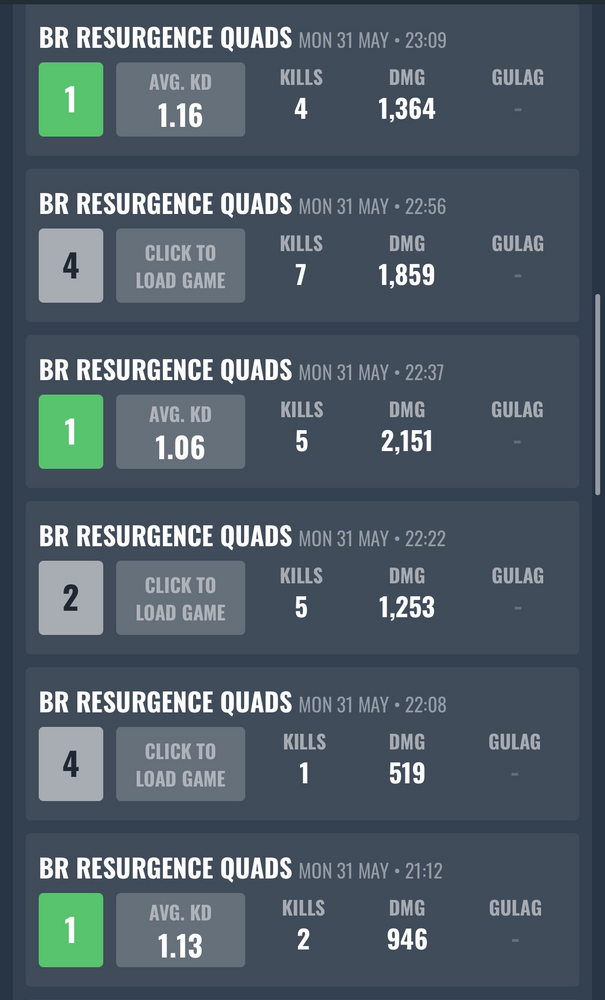 BR RESURGENCE QUADS MON 31 MAY • 23:09
1 AVG. KD 1.16 KILLS 4 DMG 1,364 GULAG -
BR RESURGENCE QUADS MON 31 MAY • 22:56
4 CLICK TO LOAD GAME KILLS 7 DMG 1,859 GULAG -
BR RESURGENCE QUADS MON 31 MAY • 22:37
1 AVG. KD 1.06 KILLS 5 DMG 2,151 GULAG -
BR RESURGENCE QUADS MON 31 MAY • 22:22
2 CLICK TO LOAD GAME KILLS 5 DMG 1,253 GULAG -
BR RESURGENCE QUADS MON 31 MAY • 22:08
4 CLICK TO LOAD GAME KILLS 1 DMG 519 GULAG -
BR RESURGENCE QUADS MON 31 MAY • 21:12
1 AVG. KD 1.13 KILLS 2 DMG 946 GULAG -